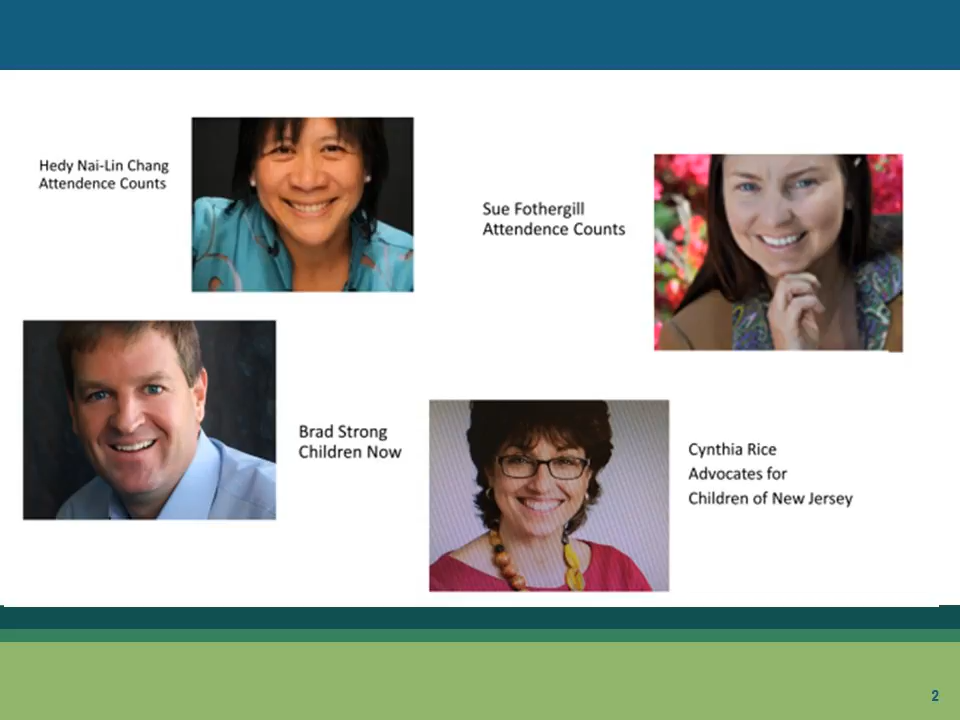 Hedy Nai-Lin Chang
Attendence Counts
Sue Fothergill
Attendence Counts
Brad Strong
Children Now
Cynthia Rice
Advocates for
Children of New Jersey
2